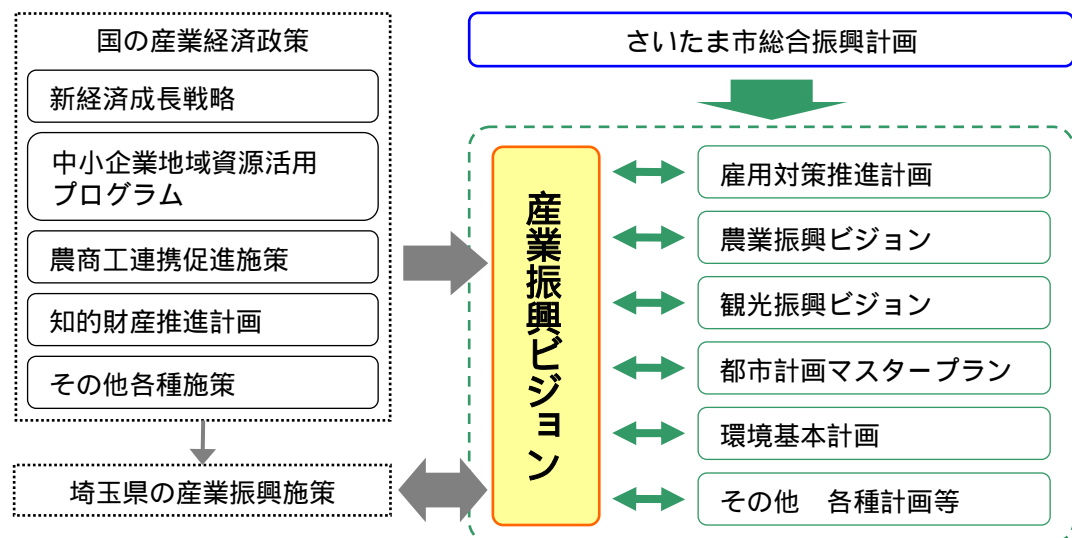 国の産業経済政策
新経済成長戦略
中小企業地域資源活用
プログラム
農商工連携促進施策
知的財産推進計画
その他各種施策
埼玉県の産業振興施策
さいたま市総合振興計画
産業振興ビジョン
雇用対策推進計画
農業振興ビジョン
観光振興ビジョン
都市計画マスタープラン
環境基本計画
その他　各種計画等